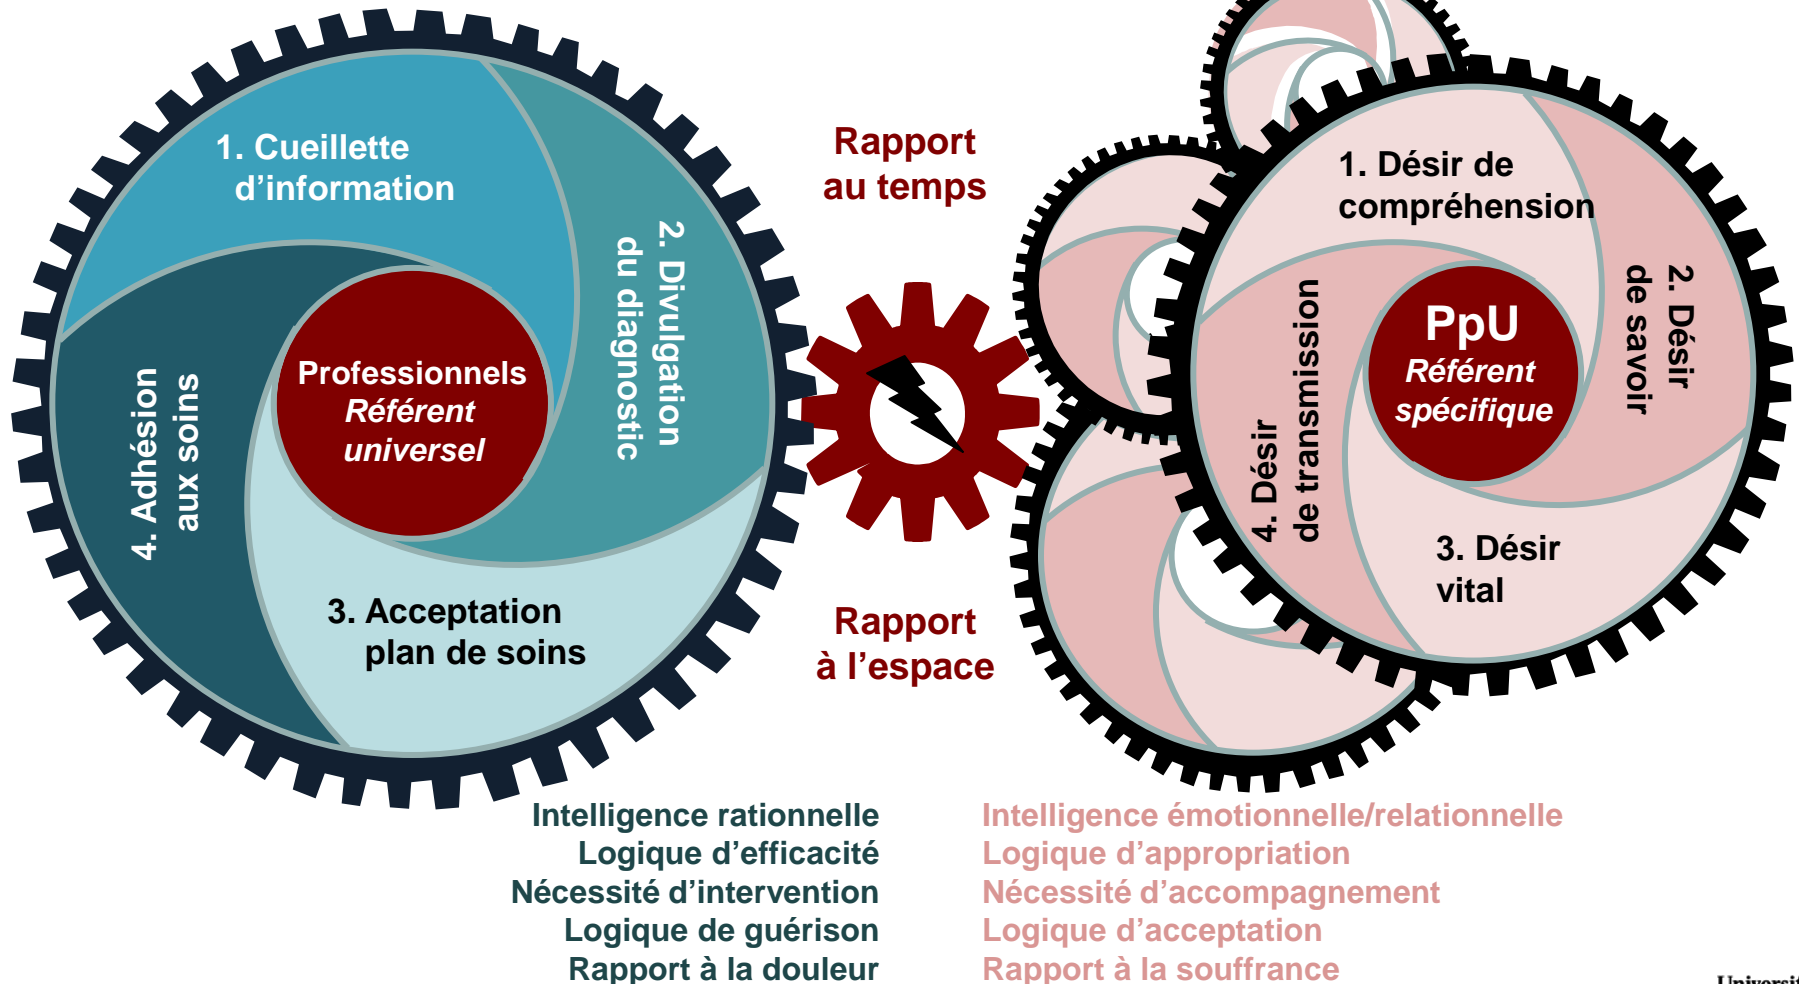 1. Cueillette
d’information
2. Divulgation
du diagnostic
3. Acceptation
plan de soins
4. Adhésion
aux soins
Professionnels
Référent
universel
Rapport
au temps
Rapport
à l’espace
1. Désir de
compréhension
2. Désir
de savoir
3. Désir
vital
4. Désir
de transmission
PpU
Référent
spécifique
Intelligence rationnelle
Logique d’efficacité
Nécessité d’intervention
Logique de guérison
Rapport à la douleur
Intelligence émotionnelle/relationnelle
Logique d’appropriation
Nécessité d’accompagnement
Logique d’acceptation
Rapport à la souffrance